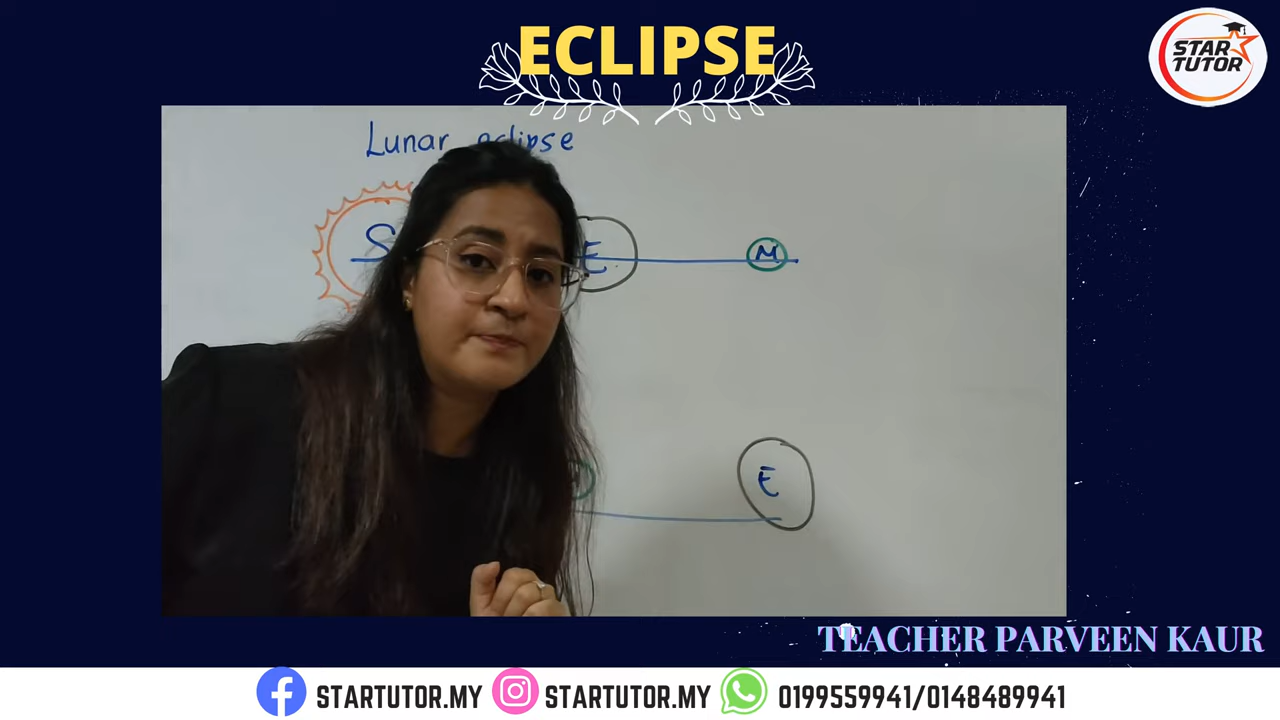 ECLIPSE
STAR
TUTOR
Lunar eclipse
S
E
M
E
TEACHER PARVEEN KAUR
STARTUTOR.MY
STARTUTOR.MY
0199559941/0148489941